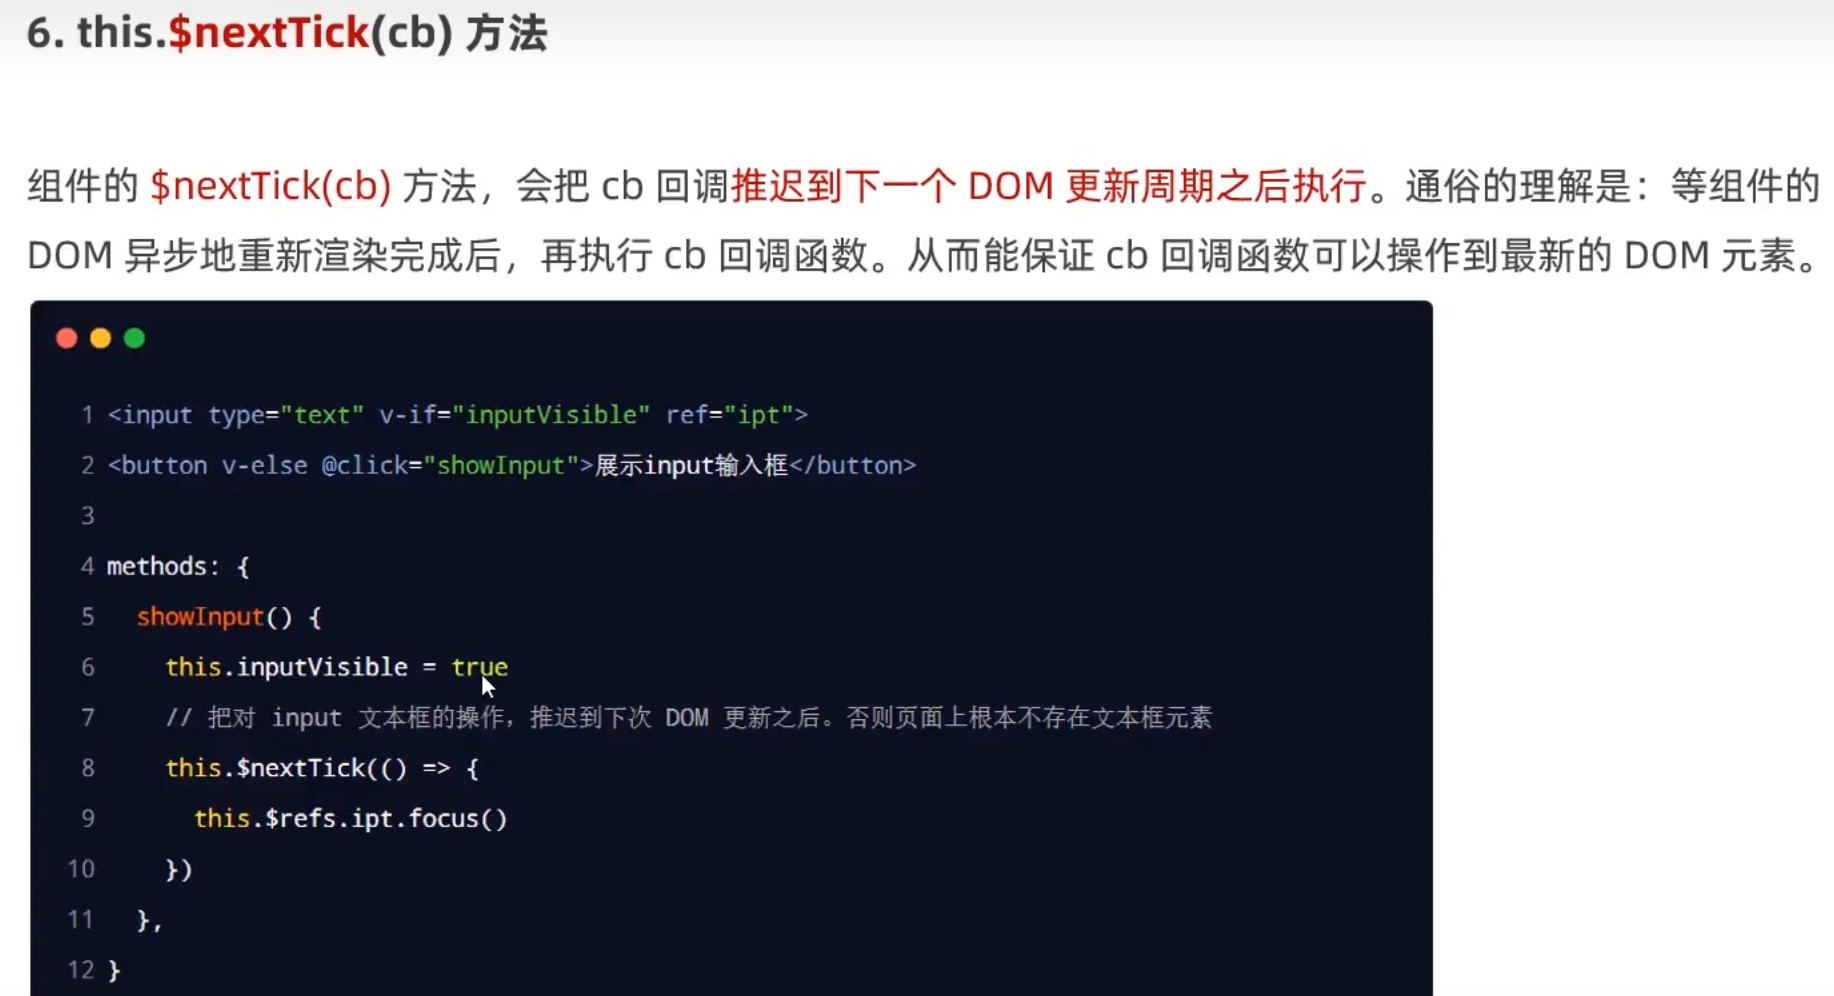 6. this.$nextTick(cb) 方法
组件的 $nextTick(cb) 方法，会把 cb 回调推迟到下一个 DOM 更新周期之后执行。通俗的理解是：等组件的
DOM 异步地重新渲染完成后，再执行 cb 回调函数。从而能保证 cb 回调函数可以操作到最新的 DOM 元素。
1 <input type="text" v-if="inputVisible" ref="ipt">
2 <button v-else @click="showInput">展示input输入框</button>
3
4 methods: {
5   showInput() {
6     this.inputVisible = true
7     // 把对 input 文本框的操作，推迟到下次 DOM 更新之后。否则页面上根本不存在文本框元素
8     this.$nextTick(() => {
9       this.$refs.ipt.focus()
10     })
11   },
12 }